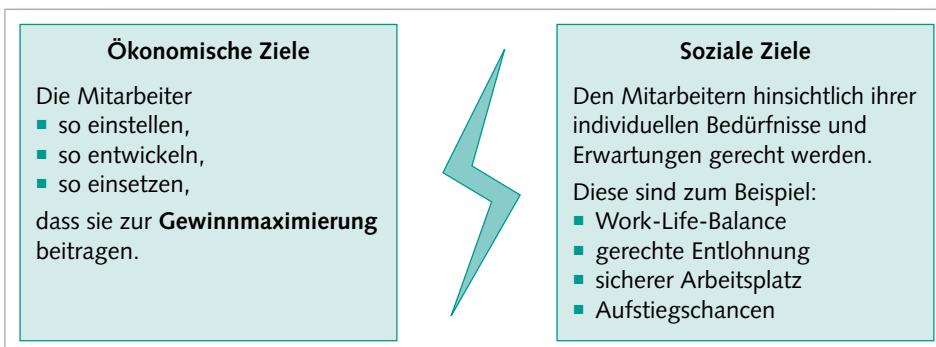 Ökonomische Ziele
Die Mitarbeiter
▪ so einstellen,
▪ so entwickeln,
▪ so einsetzen,
dass sie zur Gewinnmaximierung
beitragen.
Soziale Ziele
Den Mitarbeitern hinsichtlich ihrer
individuellen Bedürfnisse und
Erwartungen gerecht werden.
Diese sind zum Beispiel:
▪ Work-Life-Balance
▪ gerechte Entlohnung
▪ sicherer Arbeitsplatz
▪ Aufstiegschancen